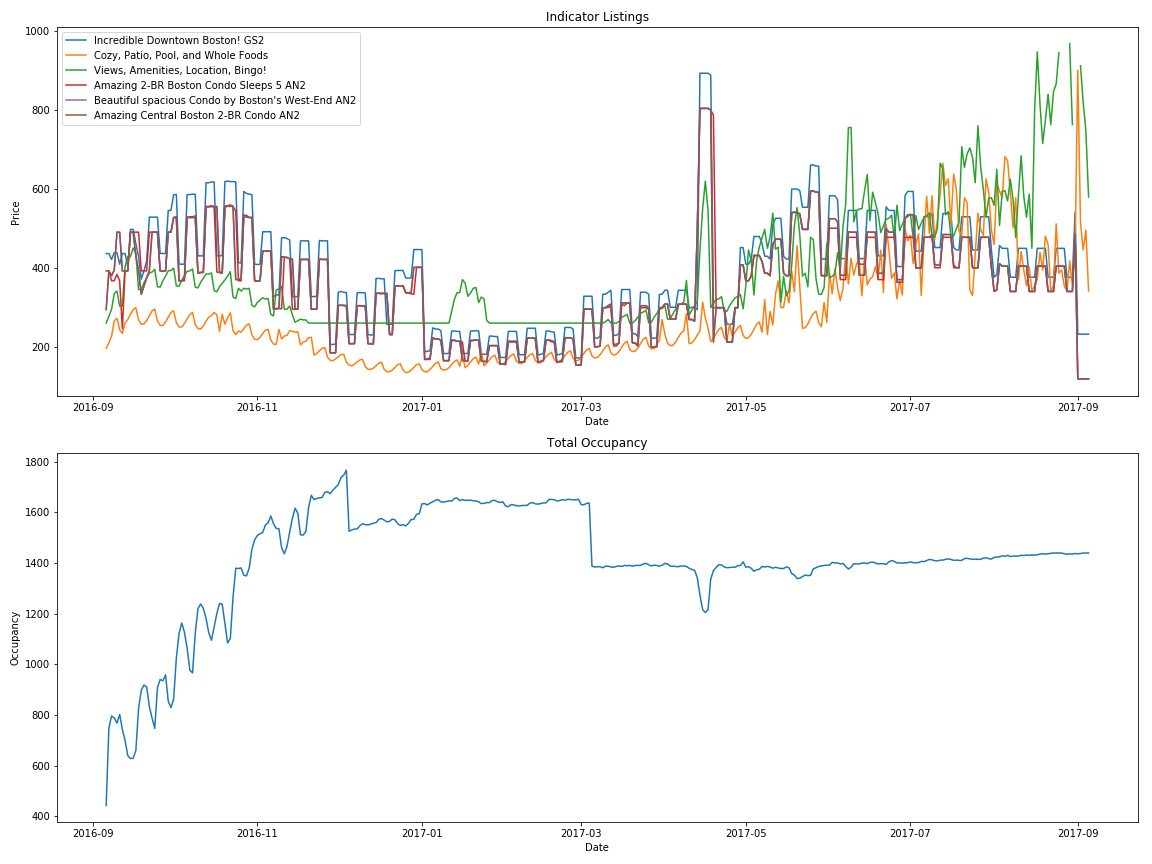 Indicator Listings
1000
800
600
400
200
Price
Incredible Downtown Boston! GS2
Cozy, Patio, Pool, and Whole Foods
Views, Amenities, Location, Bingo!
Amazing 2-BR Boston Condo Sleeps 5 AN2
Beautiful spacious Condo by Boston's West-End AN2
Amazing Central Boston 2-BR Condo AN2
2016-09 2016-11 2017-01 2017-03 2017-05 2017-07 2017-09
Date
Total Occupancy
1800
1600
1400
1200
1000
800
600
400
Occupancy
2016-09 2016-11 2017-01 2017-03 2017-05 2017-07 2017-09
Date